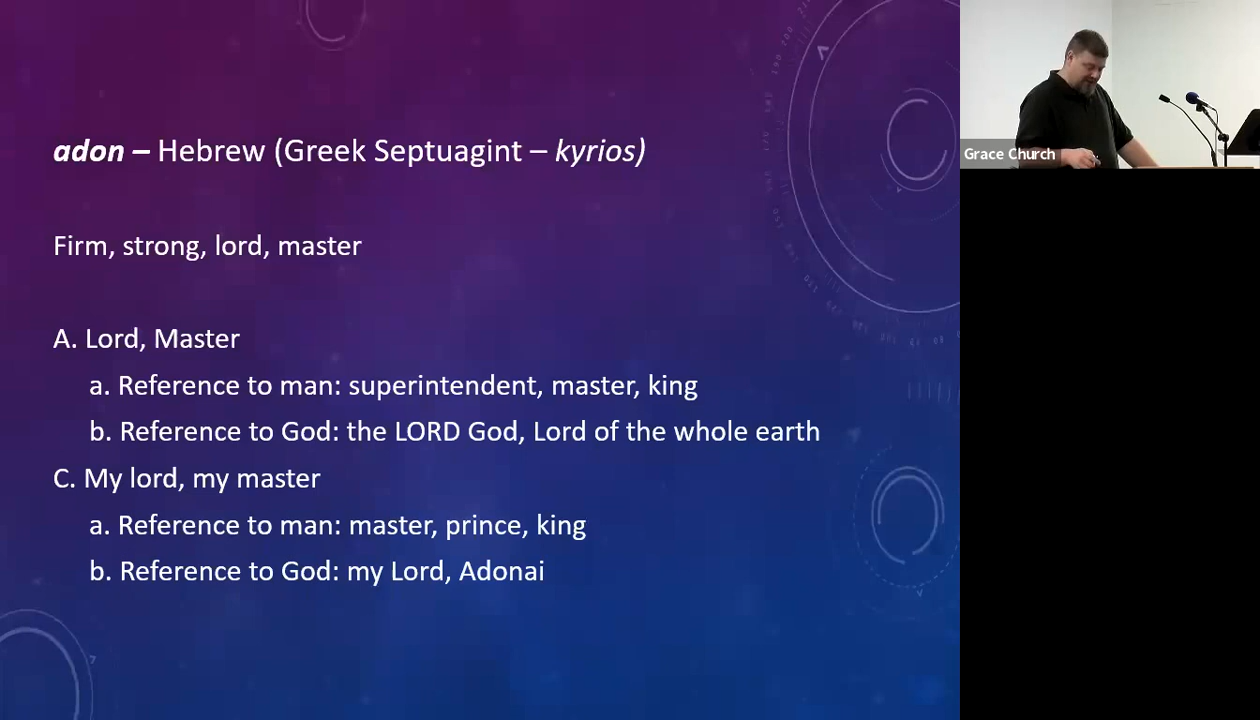 adon – Hebrew (Greek Septuagint – kyrios)
Firm, strong, lord, master
A. Lord, Master
a. Reference to man: superintendent, master, king
b. Reference to God: the LORD God, Lord of the whole earth
C. My lord, my master
a. Reference to man: master, prince, king
b. Reference to God: my Lord, Adonai
Grace Church